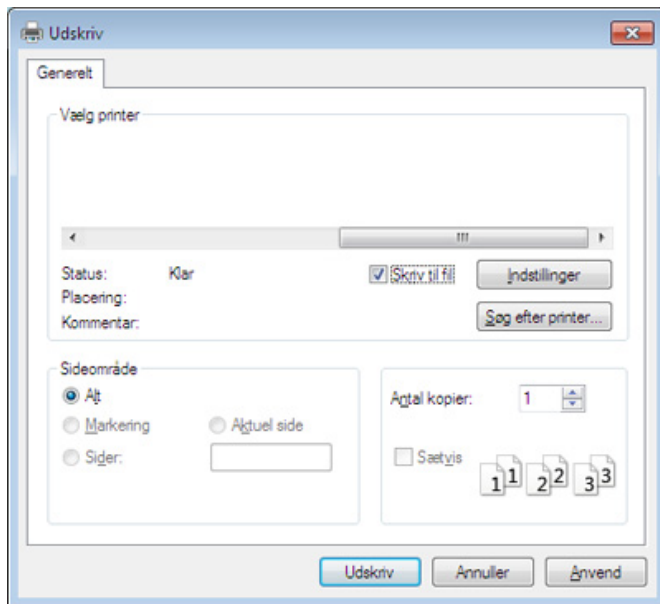 Udskriv
Generelt
Vælg printer
Status: Klar
Skriv til fil
Indstillinger
Placering:
Kommentar:
Søg efter printer...
Sideområde
Alt
Markering
Aktuel side
Sider:
Antal kopier: 1
Sætvis
1 1 2 2 3 3
Udskriv
Annuller
Anvend